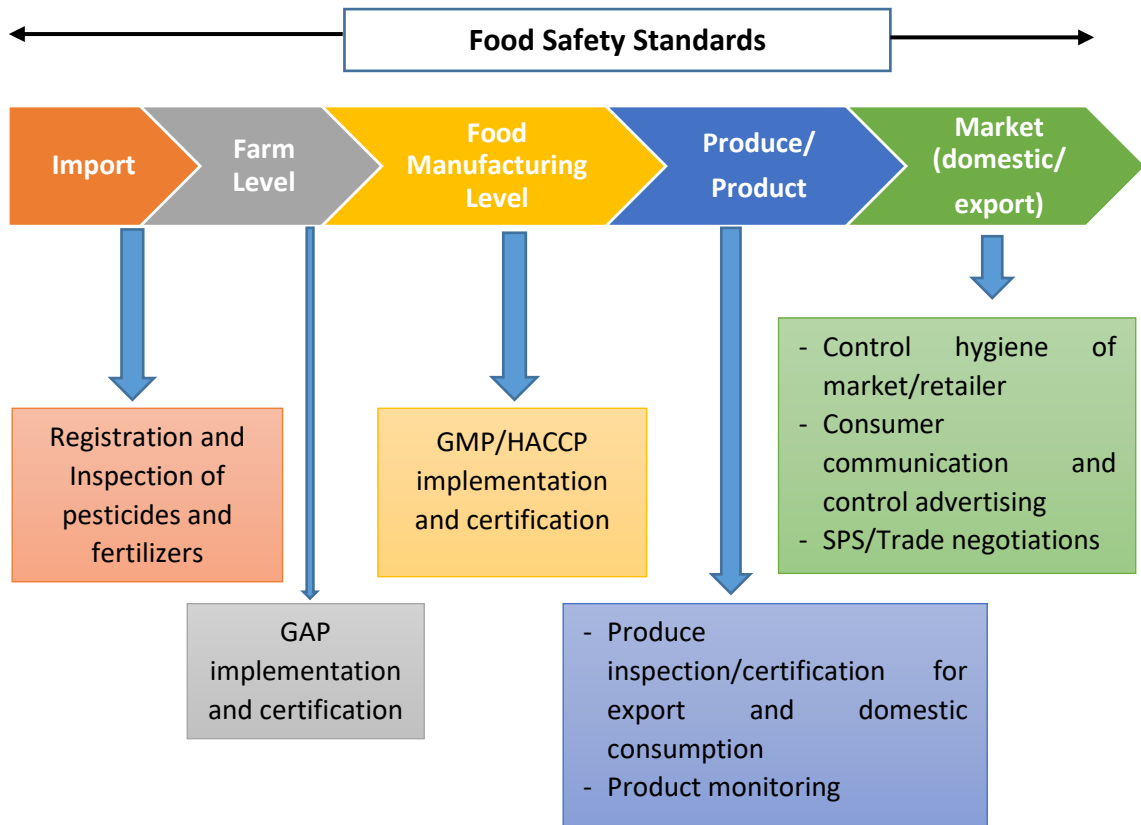 Food Safety Standards
Import
Farm
Level
Food
Manufacturing
Level
Produce/
Product
Market
(domestic/
export)
Registration and
Inspection of
pesticides and
fertilizers
GAP
implementation
and certification
GMP/HACCP
implementation
and certification
- Produce
inspection/certification for
export and domestic
consumption
- Product monitoring
- Control hygiene of
market/retailer
- Consumer
communication and
control advertising
- SPS/Trade negotiations